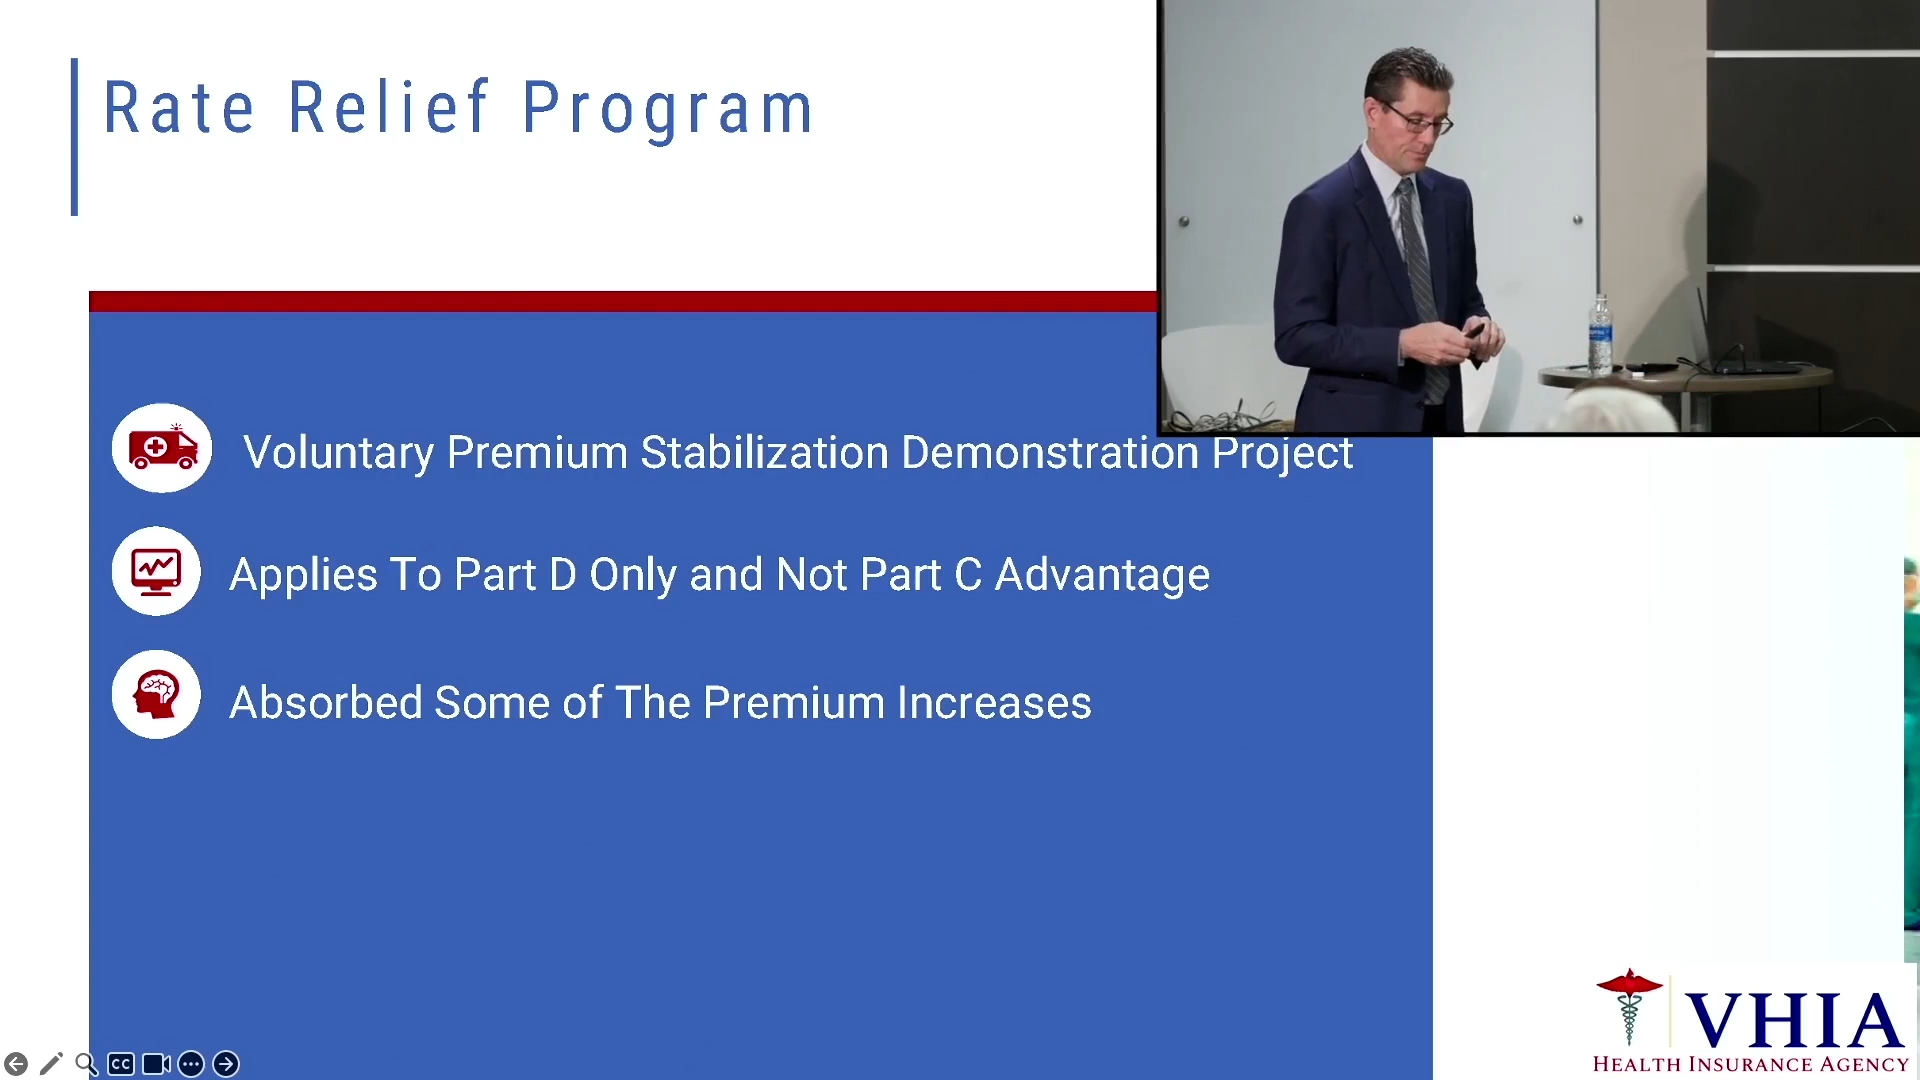 Rate Relief Program
Voluntary Premium Stabilization Demonstration Project
Applies To Part D Only and Not Part C Advantage
Absorbed Some of The Premium Increases
CC
VHIA
HEALTH INSURANCE AGENCY